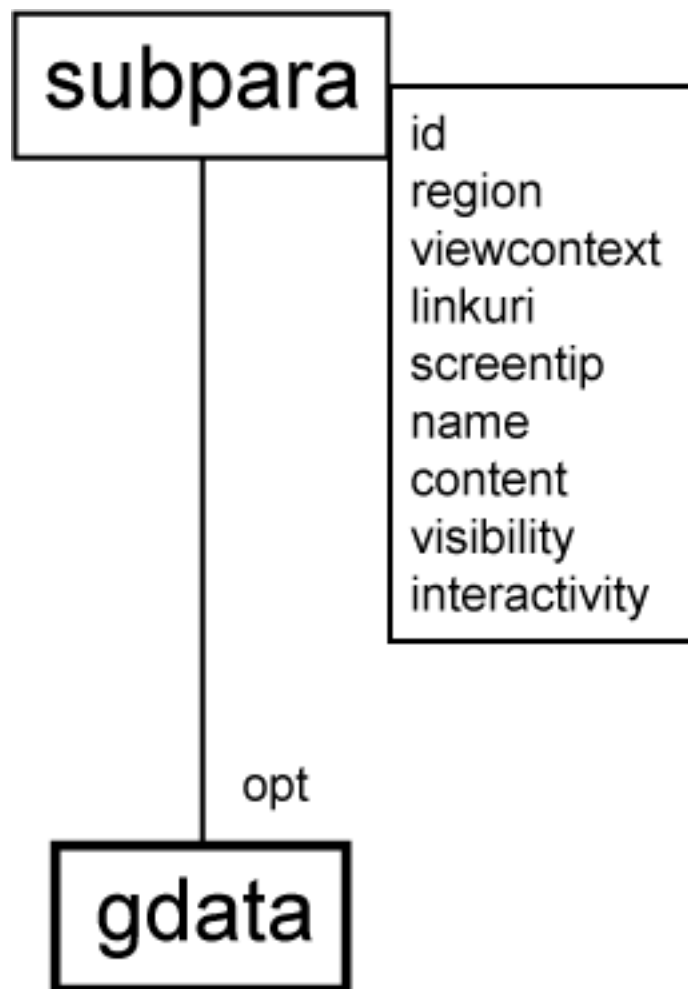 subpara
id
region
viewcontext
linkuri
screentip
name
content
visibility
interactivity
opt
gdata